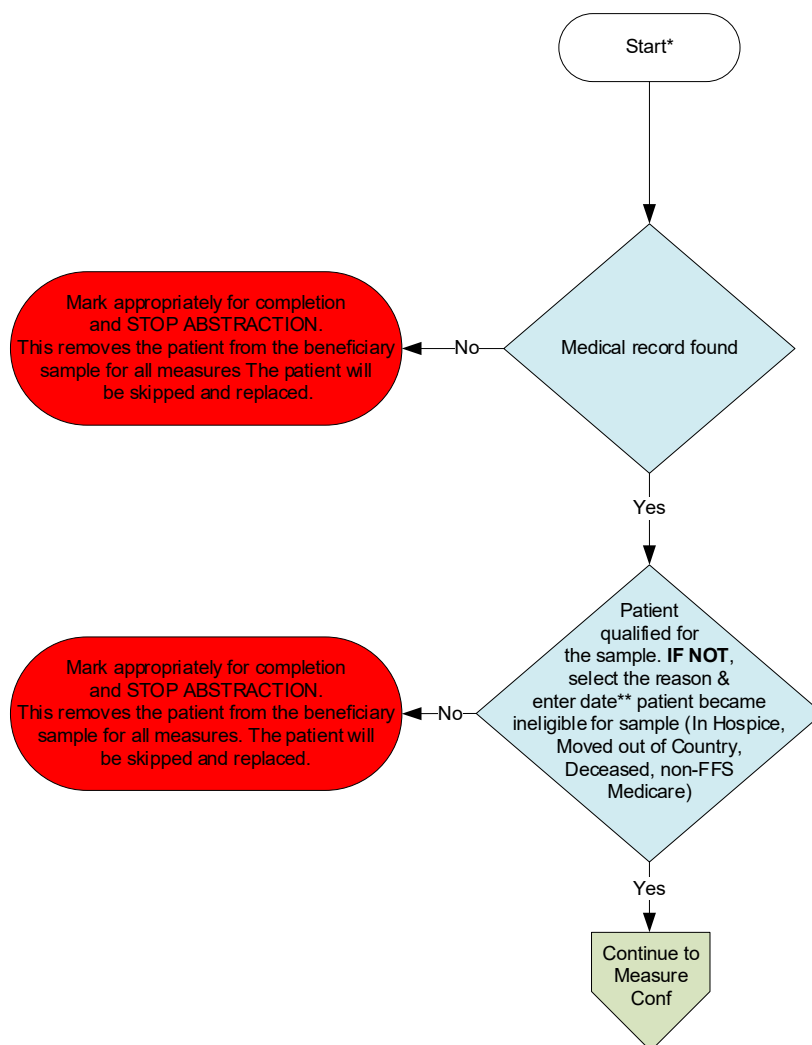 Start*
Mark appropriately for completion
and STOP ABSTRACTION.
This removes the patient from the beneficiary
sample for all measures The patient will
be skipped and replaced.
No
Medical record found
Yes
Patient
qualified for
the sample. IF NOT,
select the reason &
enter date** patient became
ineligible for sample (In Hospice,
Moved out of Country,
Deceased, non-FFS
Medicare)
Mark appropriately for completion
and STOP ABSTRACTION.
This removes the patient from the beneficiary
sample for all measures. The patient will
be skipped and replaced.
No
Yes
Continue to
Measure
Conf